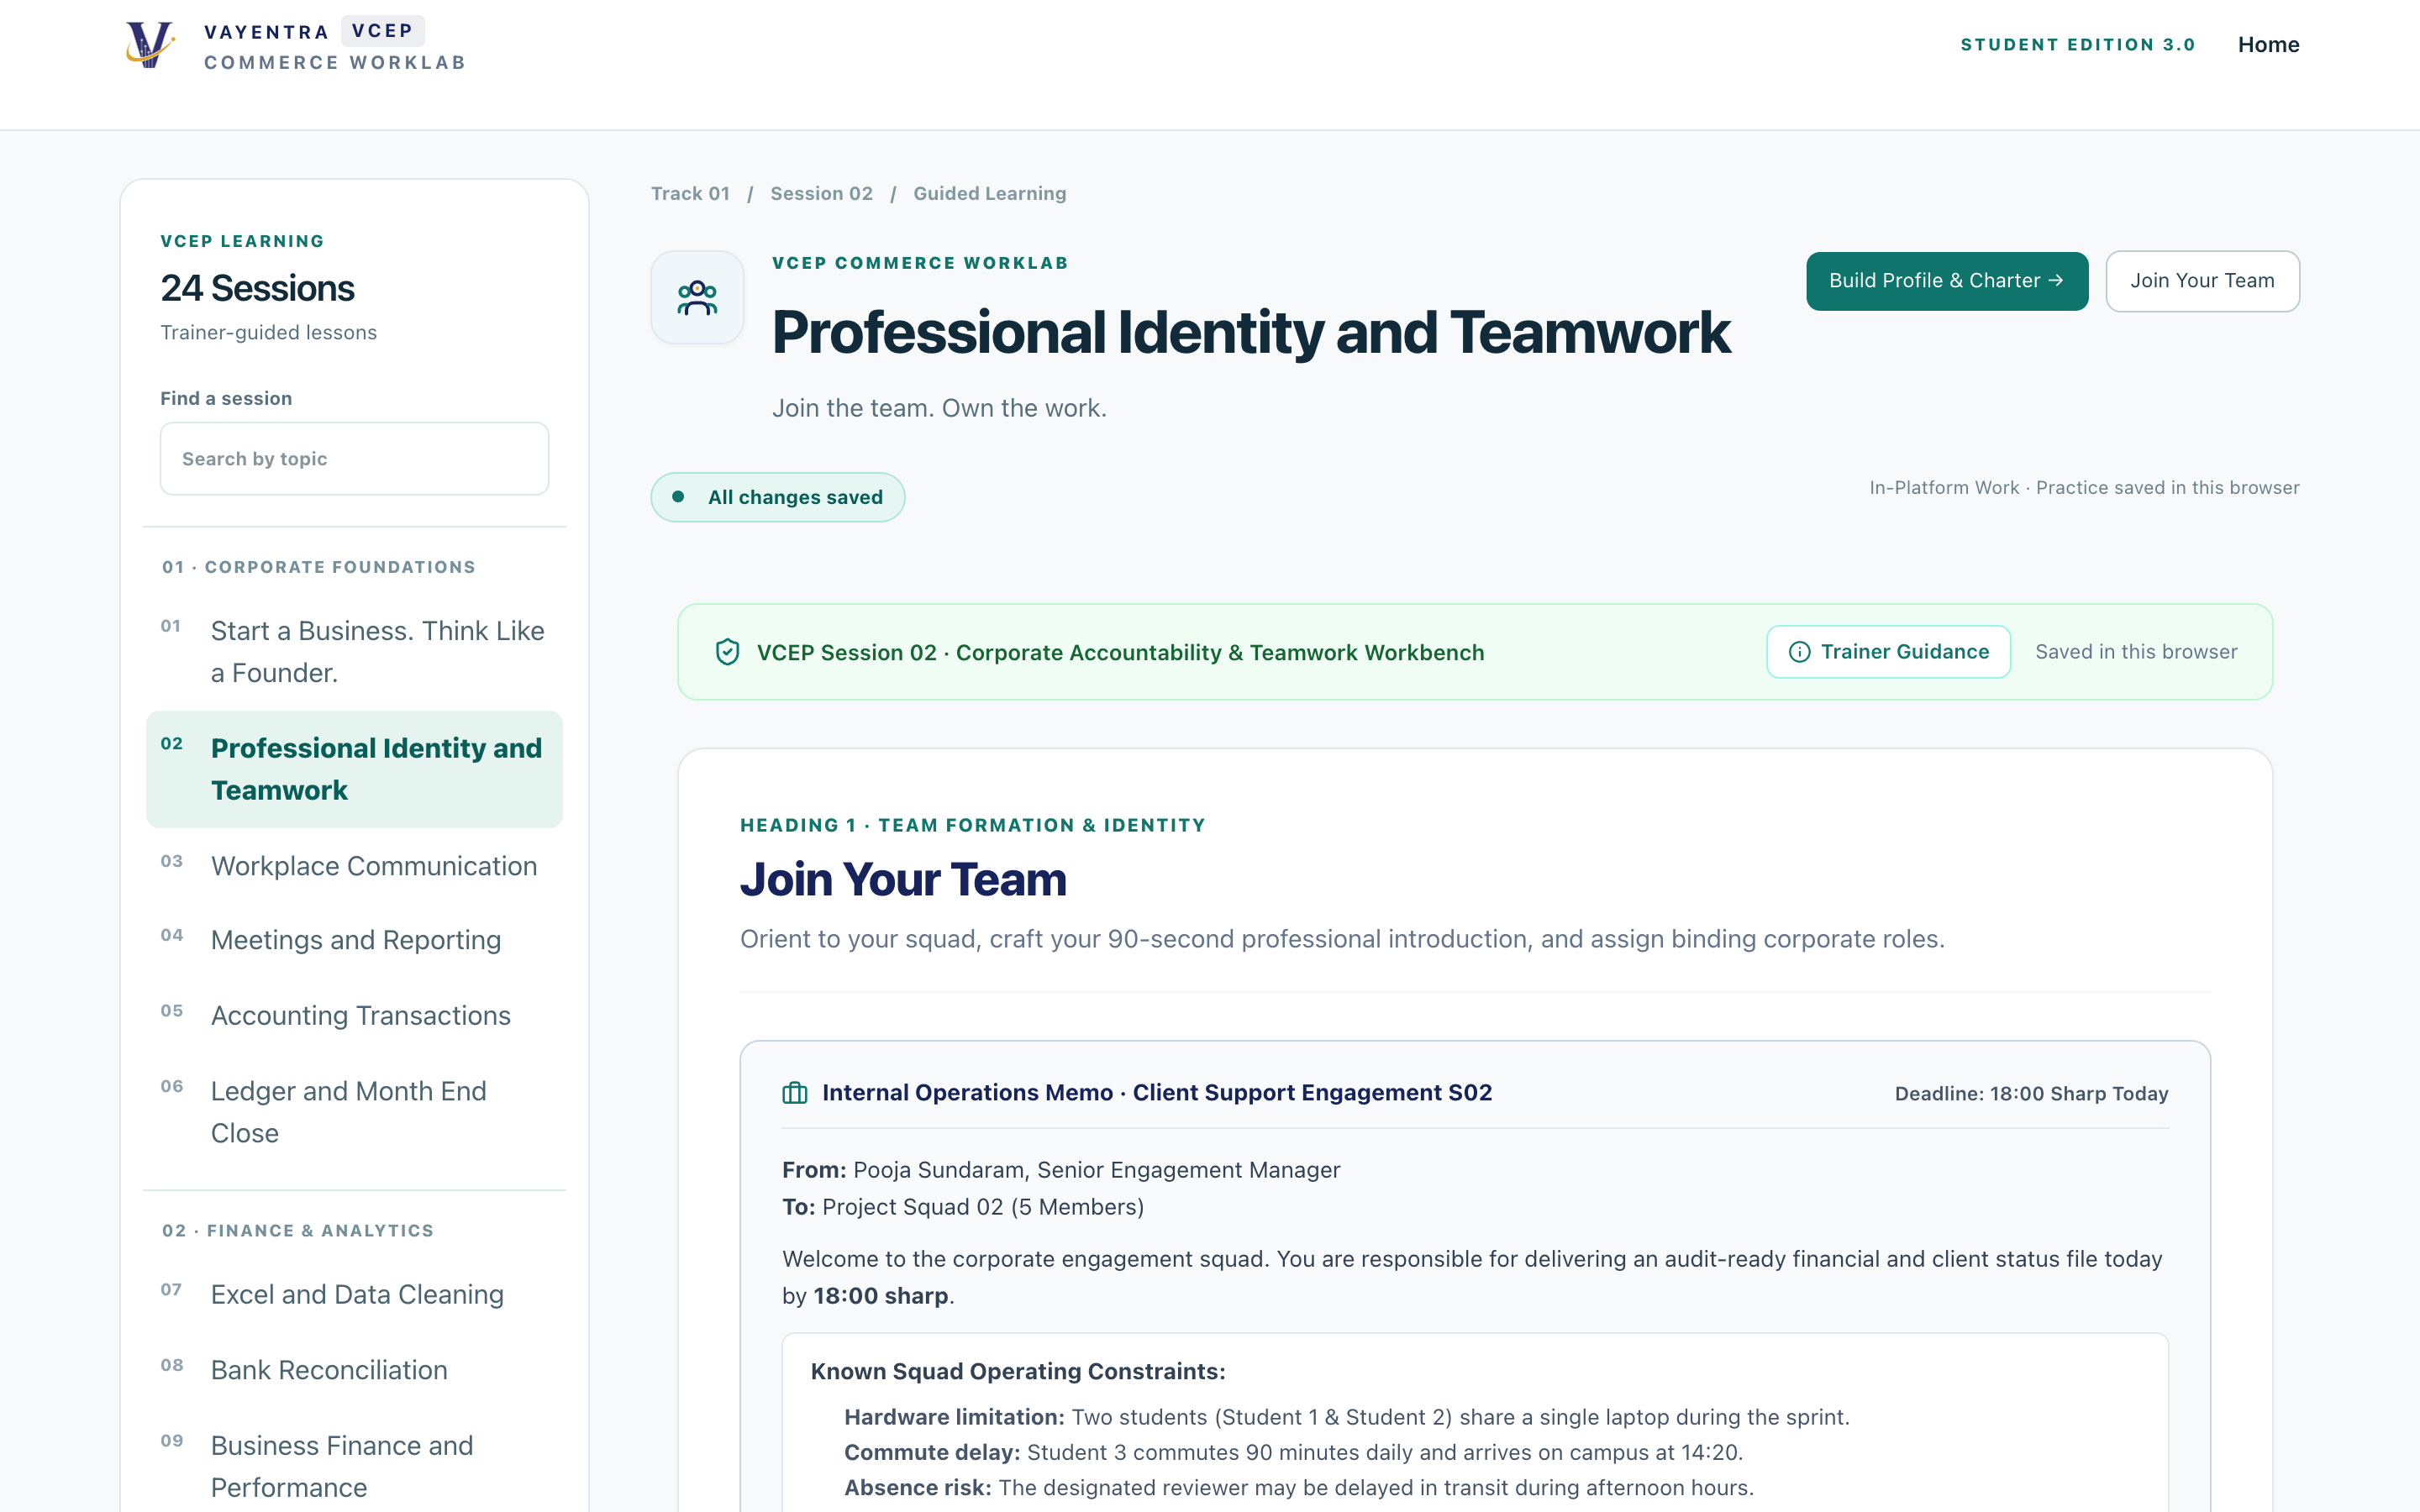 VAYENTRA VCEP
COMMERCE WORKLAB
STUDENT EDITION 3.0
Home
VCEP LEARNING
24 Sessions
Trainer-guided lessons
Find a session
Search by topic
01 · CORPORATE FOUNDATIONS
01 Start a Business. Think Like
a Founder.
02 Professional Identity and
Teamwork
03 Workplace Communication
04 Meetings and Reporting
05 Accounting Transactions
06 Ledger and Month End
Close
02 · FINANCE & ANALYTICS
07 Excel and Data Cleaning
08 Bank Reconciliation
09 Business Finance and
Performance
Track 01 / Session 02 / Guided Learning
VCEP COMMERCE WORKLAB
Professional Identity and Teamwork
Join the team. Own the work.
Build Profile & Charter →
Join Your Team
All changes saved
In-Platform Work · Practice saved in this browser
VCEP Session 02 · Corporate Accountability & Teamwork Workbench
Trainer Guidance
Saved in this browser
HEADING 1 · TEAM FORMATION & IDENTITY
Join Your Team
Orient to your squad, craft your 90-second professional introduction, and assign binding corporate roles.
Internal Operations Memo · Client Support Engagement S02
Deadline: 18:00 Sharp Today
From: Pooja Sundaram, Senior Engagement Manager
To: Project Squad 02 (5 Members)
Welcome to the corporate engagement squad. You are responsible for delivering an audit-ready financial and client status file today
by 18:00 sharp.
Known Squad Operating Constraints:
Hardware limitation: Two students (Student 1 & Student 2) share a single laptop during the sprint.
Commute delay: Student 3 commutes 90 minutes daily and arrives on campus at 14:20.
Absence risk: The designated reviewer may be delayed in transit during afternoon hours.